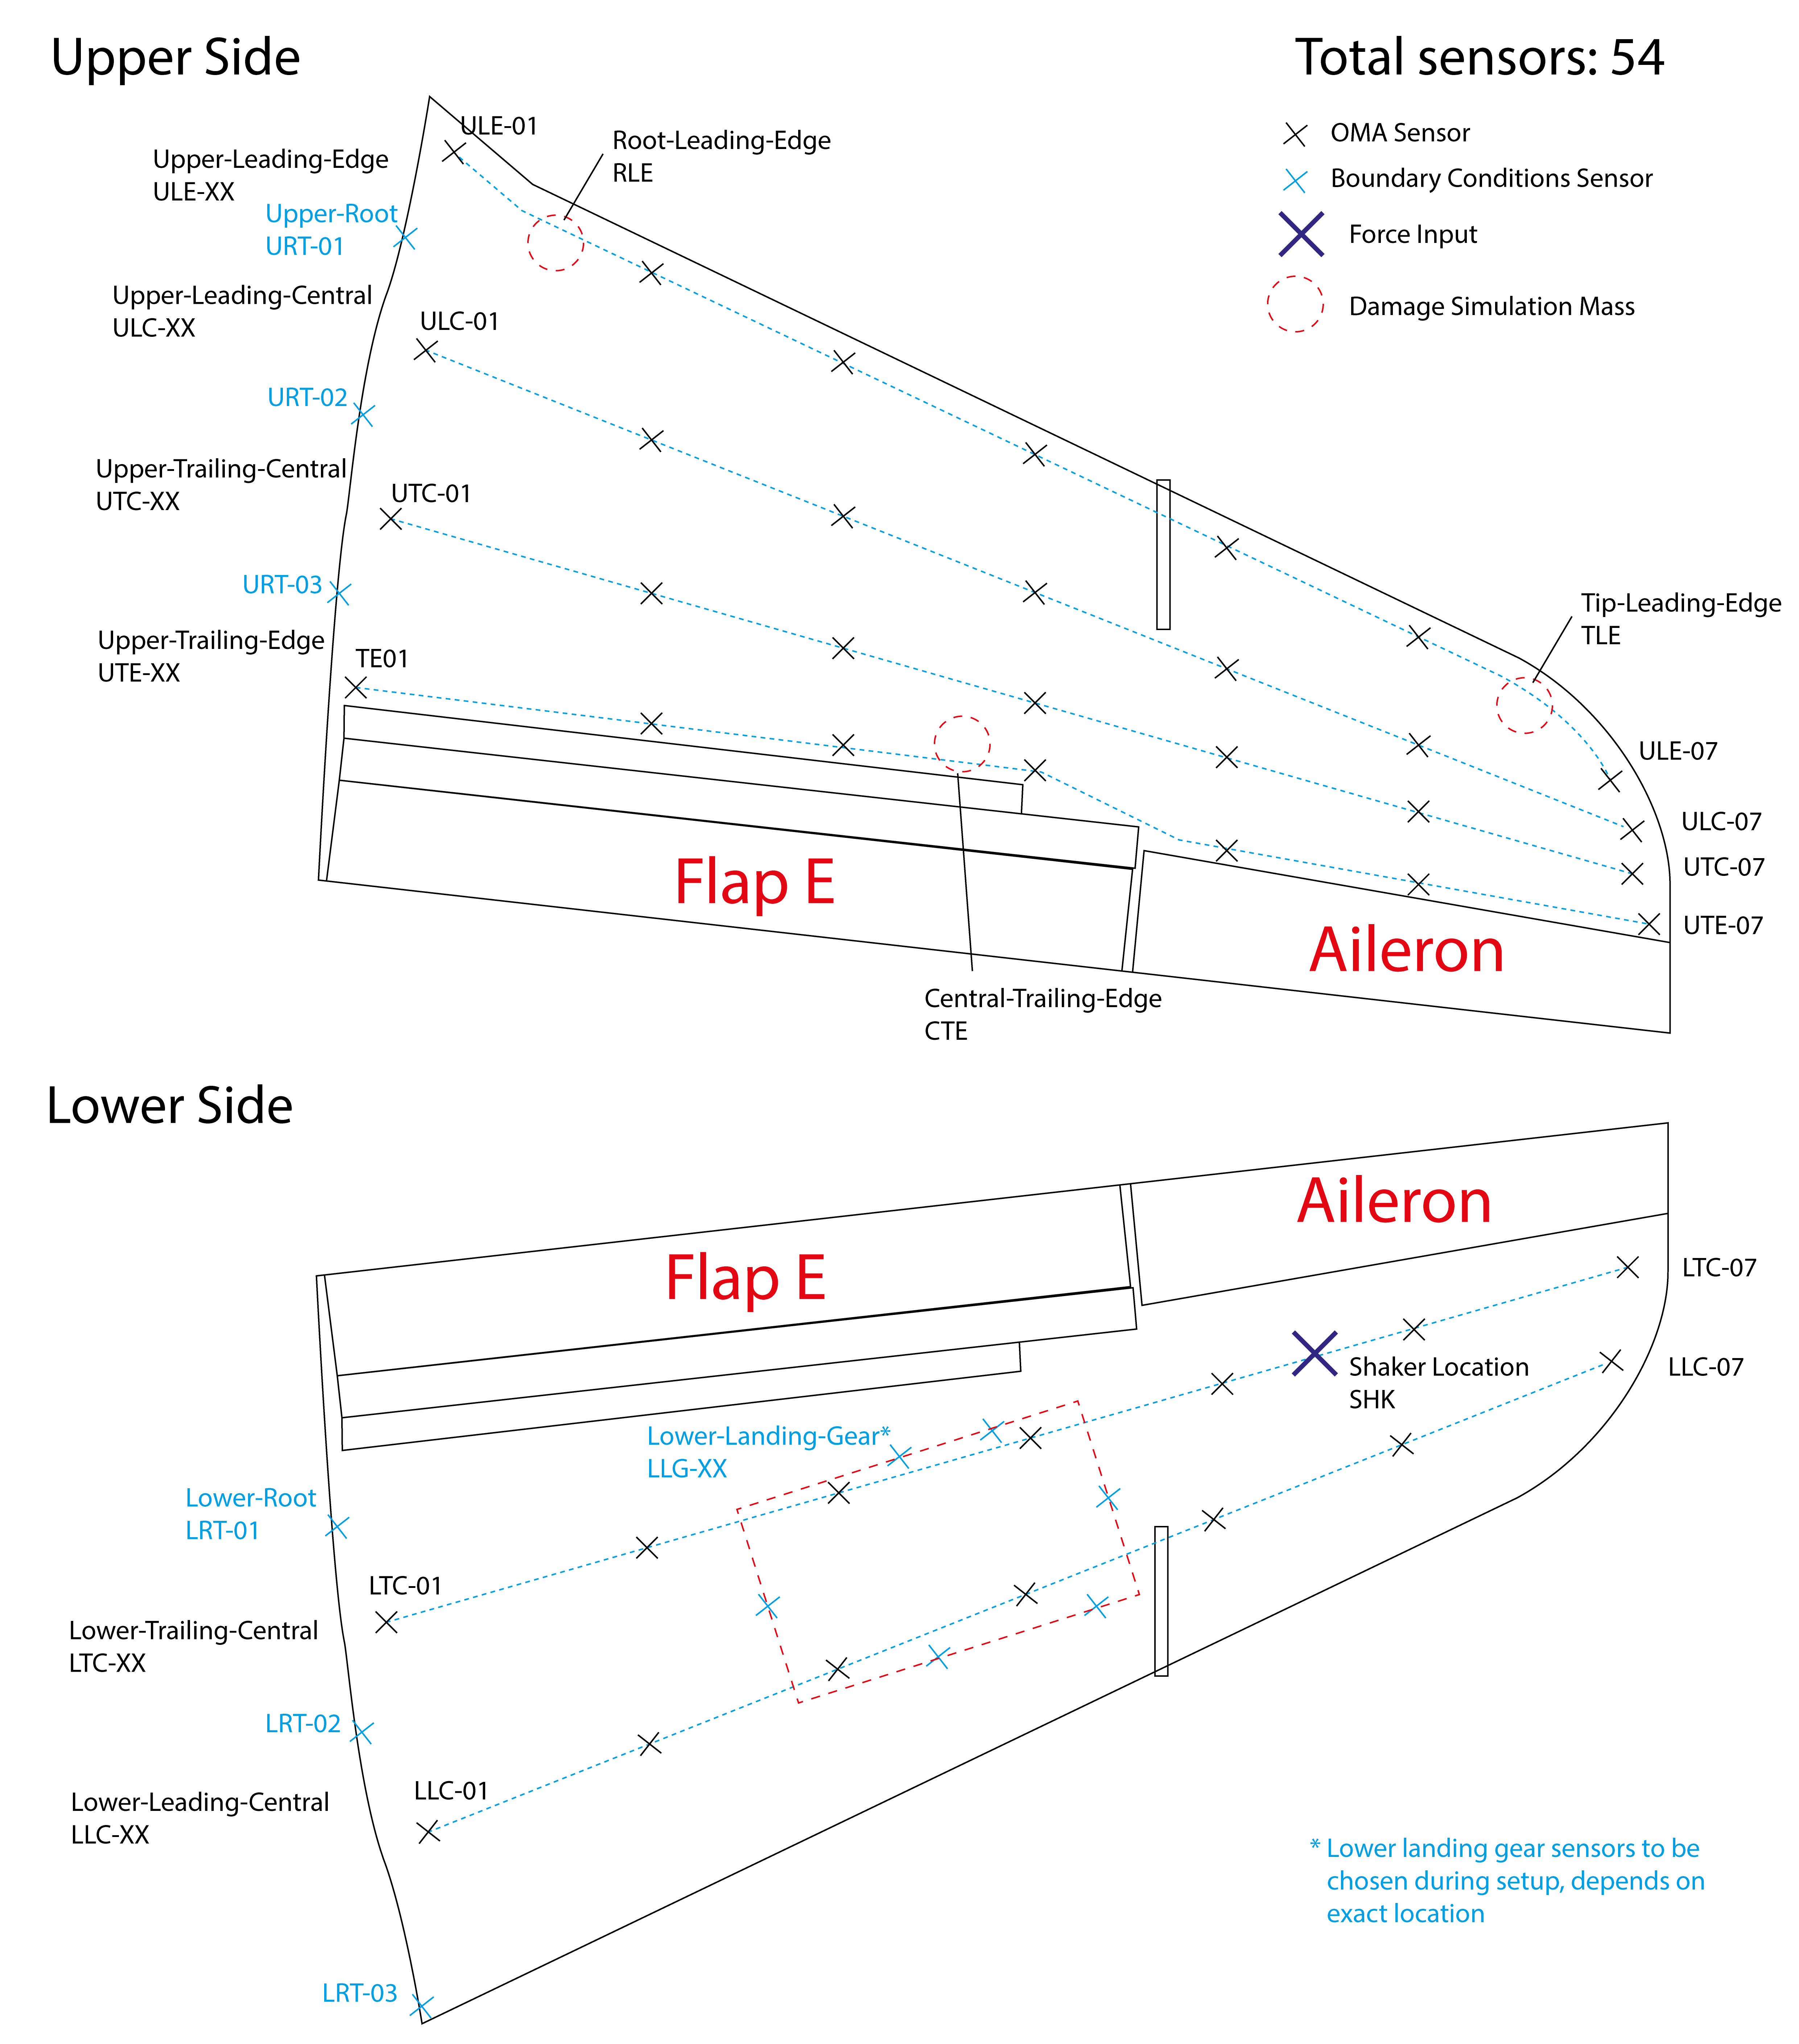 Upper Side
Total sensors: 54
OMA Sensor
Boundary Conditions Sensor
Force Input
Damage Simulation Mass
ULE-01
Root-Leading-Edge
RLE
Upper-Leading-Edge
ULE-XX
Upper-Root
URT-01
Upper-Leading-Central
ULC-XX
ULC-01
URT-02
Upper-Trailing-Central
UTC-XX
UTC-01
URT-03
Upper-Trailing-Edge
UTE-XX
TE01
Tip-Leading-Edge
TLE
ULE-07
ULC-07
UTC-07
UTE-07
Flap E
Aileron
Central-Trailing-Edge
CTE
Lower Side
Aileron
Flap E
LTC-07
LLC-07
Shaker Location
SHK
Lower-Landing-Gear*
LLG-XX
Lower-Root
LRT-01
LTC-01
Lower-Trailing-Central
LTC-XX
LRT-02
LLC-01
Lower-Leading-Central
LLC-XX
LRT-03
* Lower landing gear sensors to be
chosen during setup, depends on
exact location